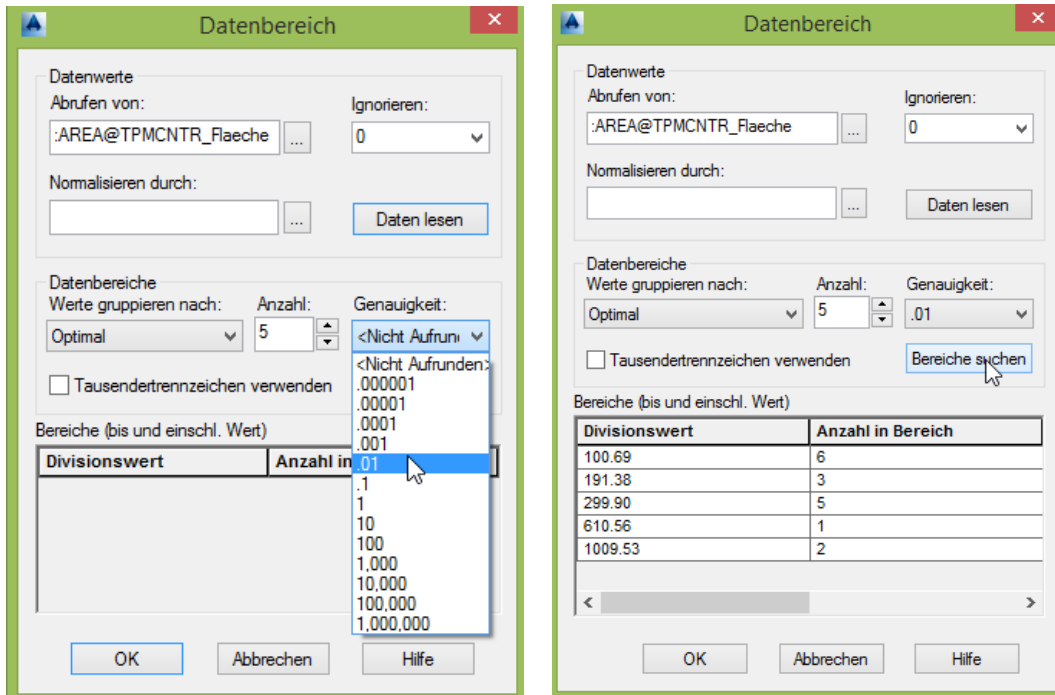 Datenbereich
Datenwerte
Abrufen von: Ignorieren:
:AREA@TPMCNTR_Flaeche ... 0
Normalisieren durch:
... Daten lesen
Datenbereiche
Werte gruppieren nach: Anzahl: Genauigkeit:
Optimal 5 <Nicht Aufrun
<Nicht Aufrunden>
Tausendertrennzeichen verwenden
.000001
.00001
.0001
.001
.01
.1
1
10
100
1,000
10,000
100,000
1,000,000
Bereiche (bis und einschl. Wert)
Divisionswert Anzahl in
OK Abbrechen Hilfe
Datenbereich
Datenwerte
Abrufen von: Ignorieren:
:AREA@TPMCNTR_Flaeche ... 0
Normalisieren durch:
... Daten lesen
Datenbereiche
Werte gruppieren nach: Anzahl: Genauigkeit:
Optimal 5 .01
Tausendertrennzeichen verwenden Bereiche suchen
Bereiche (bis und einschl. Wert)
Divisionswert Anzahl in Bereich
100.69 6
191.38 3
299.90 5
610.56 1
1009.53 2
OK Abbrechen Hilfe